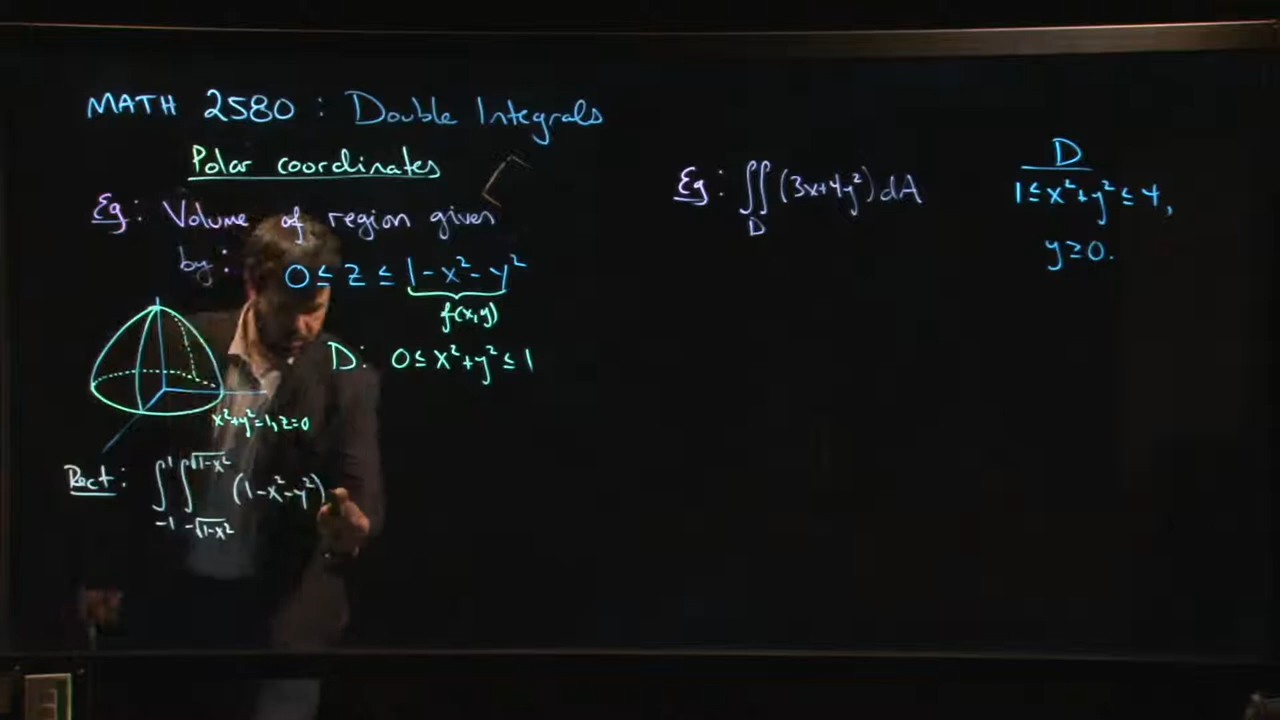 MATH 2580 : Double Integrals
Polar coordinates
Eg: Volume of region given
by: 0 ≤ z ≤ 1-x²-y²
f(x,y)
D: 0 ≤ x²+y² ≤ 1
x²+y²=1, z=0
Rect: ∫₋₁¹ ∫_{-√(1-x²)}^{√(1-x²)} (1-x²-y²)
Eg: ∬_D (3x+4y²) dA
D
1 ≤ x²+y² ≤ 4,
y ≥ 0.